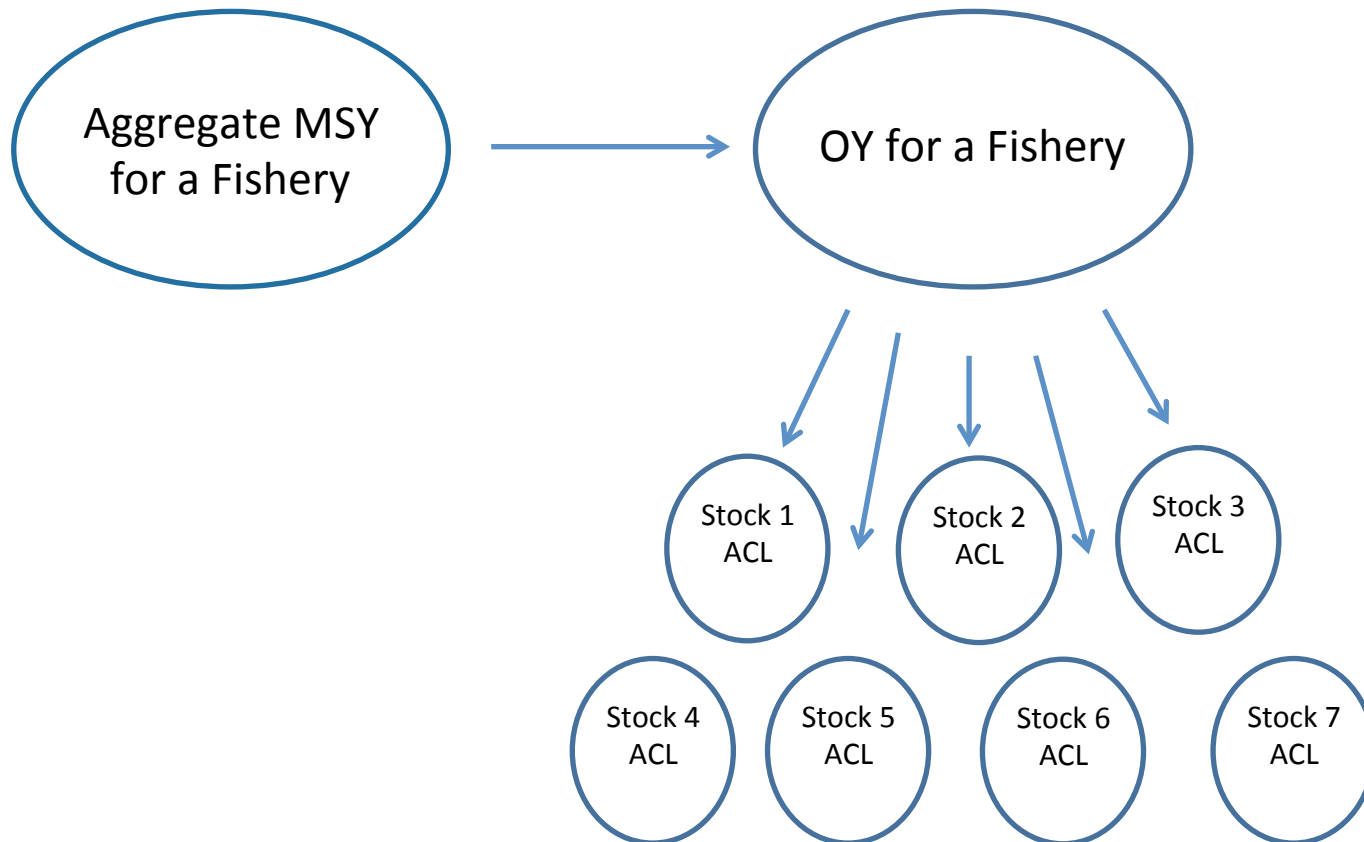 Aggregate MSY
for a Fishery
OY for a Fishery
Stock 1
ACL
Stock 2
ACL
Stock 3
ACL
Stock 4
ACL
Stock 5
ACL
Stock 6
ACL
Stock 7
ACL